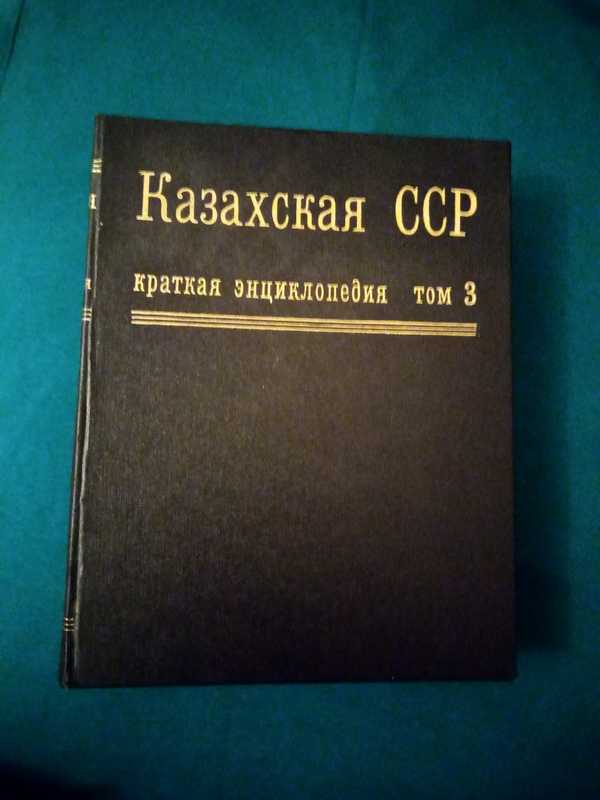 Казахская ССР
краткая энциклопедия том 3